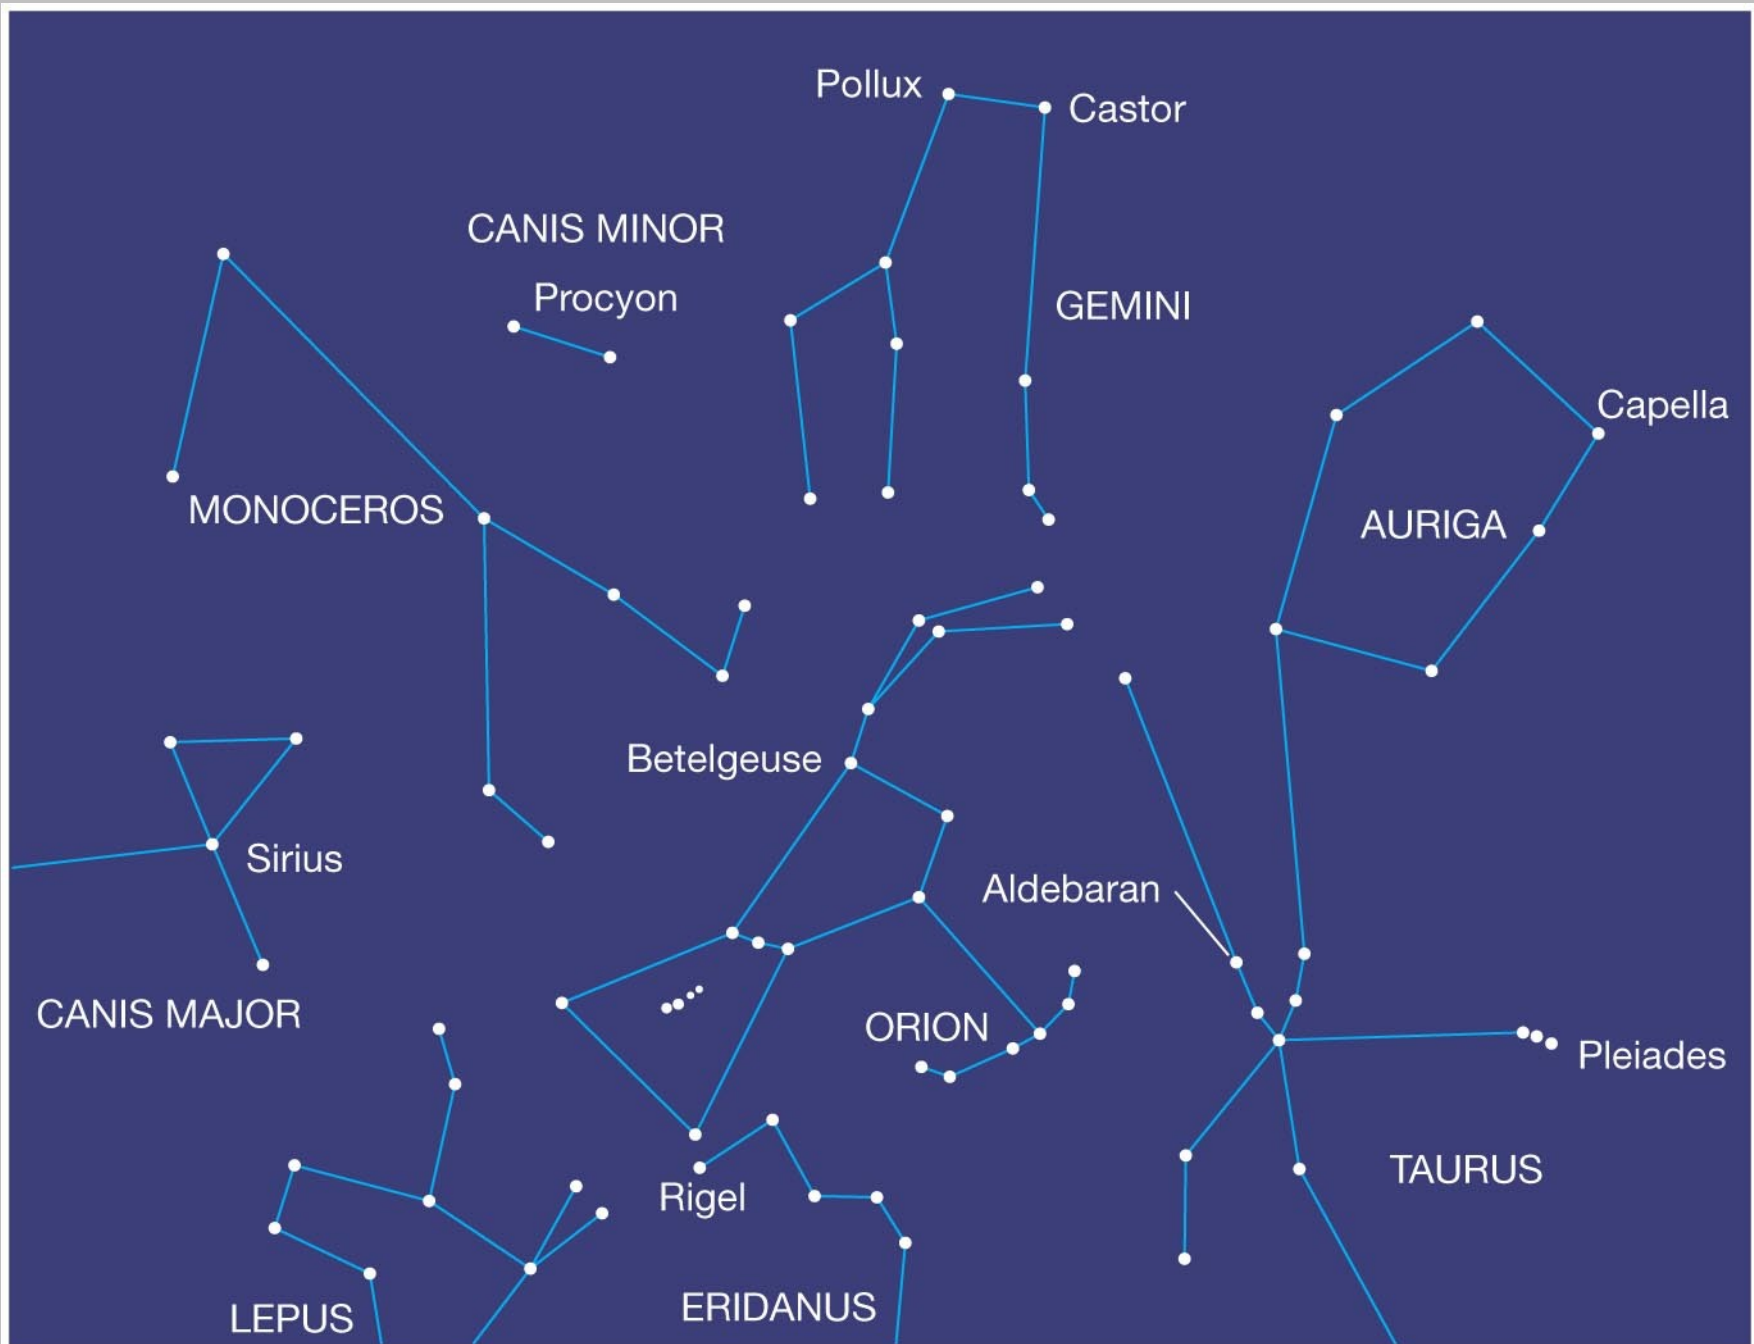 Pollux
Castor
CANIS MINOR
Procyon
GEMINI
Capella
MONOCEROS
AURIGA
Betelgeuse
Sirius
Aldebaran
CANIS MAJOR
ORION
Pleiades
TAURUS
Rigel
LEPUS
ERIDANUS